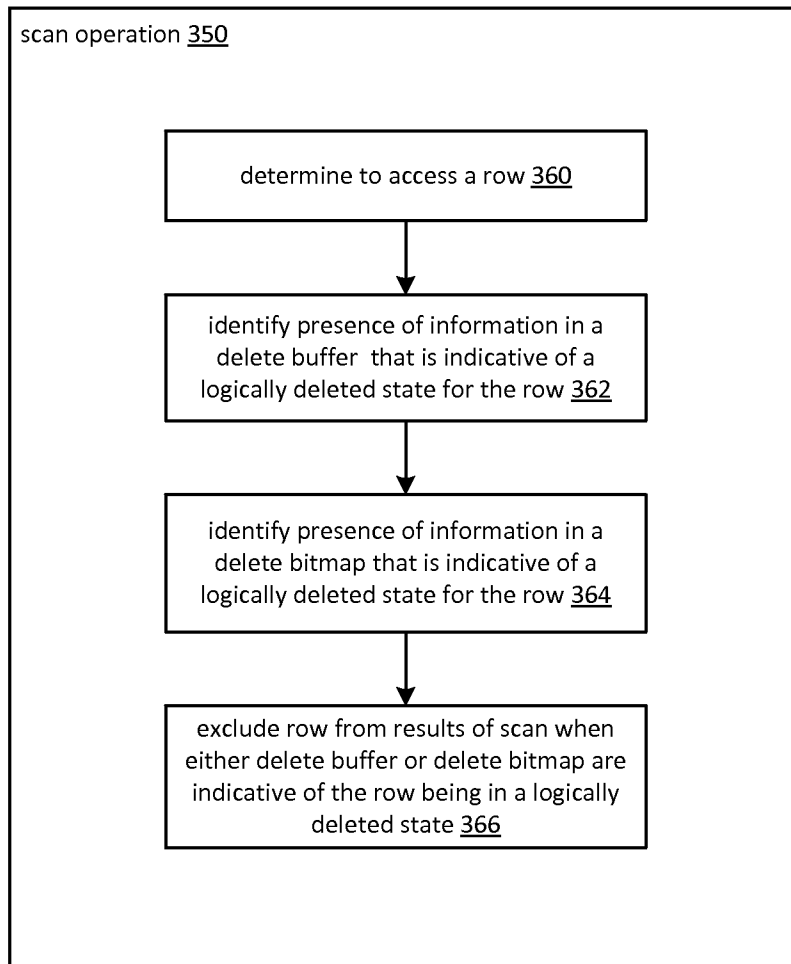 scan operation 350
determine to access a row 360
identify presence of information in a
delete buffer  that is indicative of a
logically deleted state for the row 362
identify presence of information in a
delete bitmap that is indicative of a
logically deleted state for the row 364
exclude row from results of scan when
either delete buffer or delete bitmap are
indicative of the row being in a logically
deleted state 366